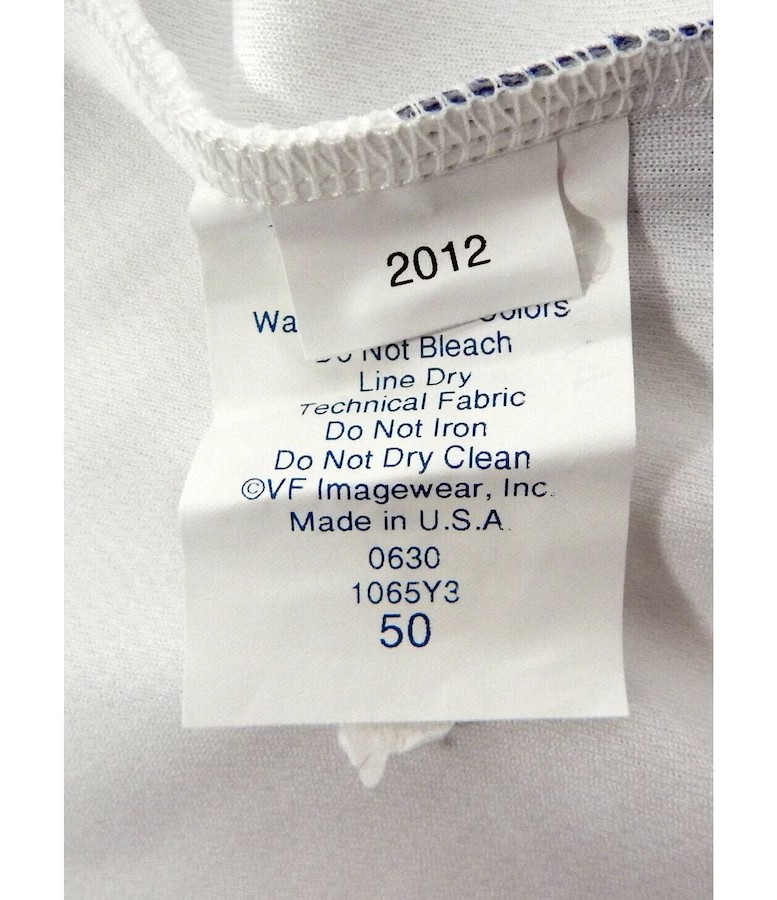 2012
Wa
Colors
Do Not Bleach
Line Dry
Technical Fabric
Do Not Iron
Do Not Dry Clean
©VF Imagewear, Inc.
Made in U.S.A.
0630
1065Y3
50